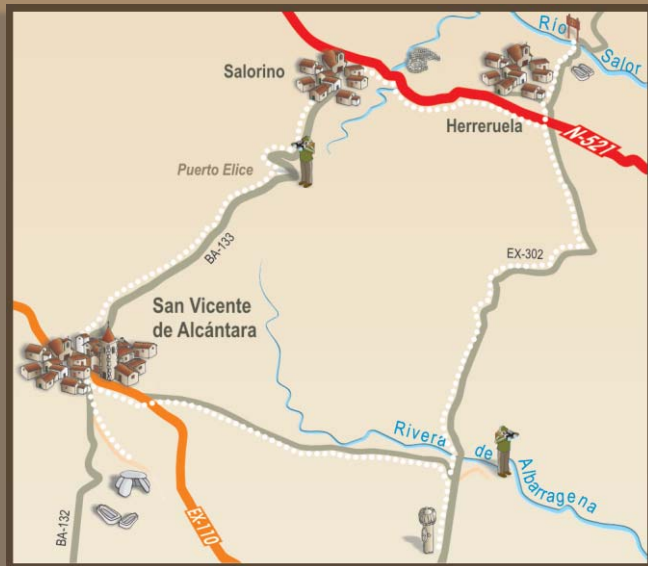 Río
Salor
Salorino
Herreruela
N-521
Puerto Elice
BA-133
EX-302
San Vicente
de Alcántara
Rivera
de
Albarragena
EX-110
BA-132